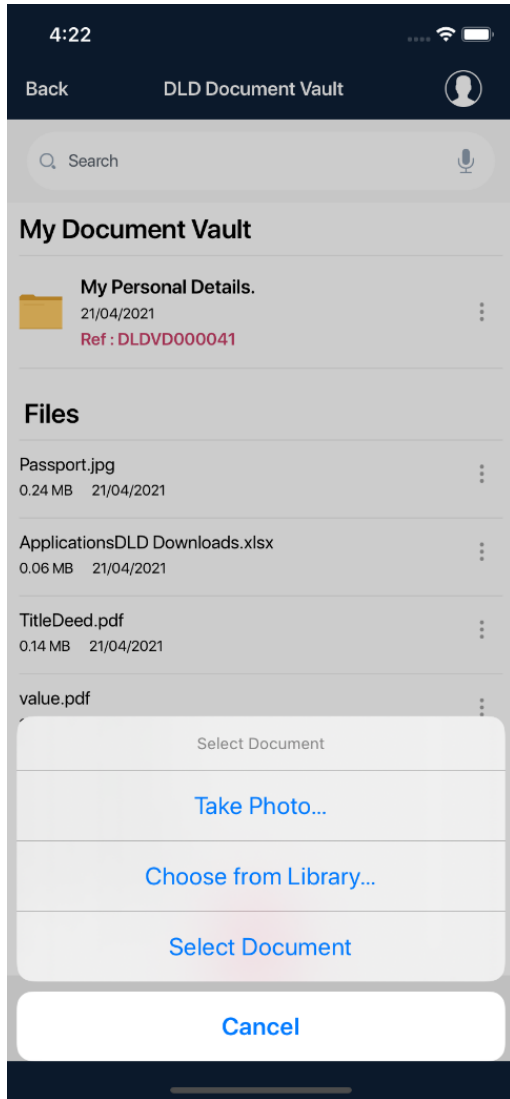 4:22
Back DLD Document Vault
Search
My Document Vault
My Personal Details.
21/04/2021
Ref : DLDVD000041
Files
Passport.jpg
0.24 MB 21/04/2021
ApplicationsDLD Downloads.xlsx
0.06 MB 21/04/2021
TitleDeed.pdf
0.14 MB 21/04/2021
value.pdf
Select Document
Take Photo...
Choose from Library...
Select Document
Cancel